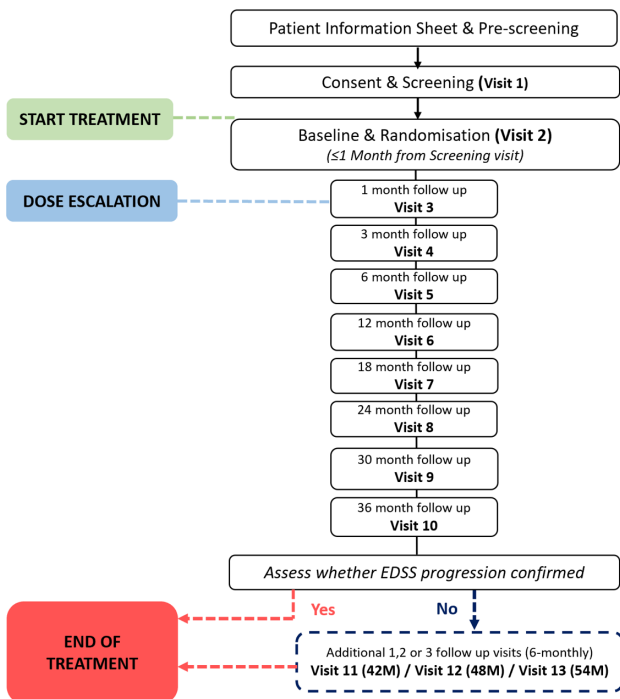 Patient Information Sheet & Pre-screening
Consent & Screening (Visit 1)
START TREATMENT
Baseline & Randomisation (Visit 2)
(≤1 Month from Screening visit)
DOSE ESCALATION
1 month follow up
Visit 3
3 month follow up
Visit 4
6 month follow up
Visit 5
12 month follow up
Visit 6
18 month follow up
Visit 7
24 month follow up
Visit 8
30 month follow up
Visit 9
36 month follow up
Visit 10
Assess whether EDSS progression confirmed
Yes
No
END OF
TREATMENT
Additional 1,2 or 3 follow up visits (6-monthly)
Visit 11 (42M) / Visit 12 (48M) / Visit 13 (54M)